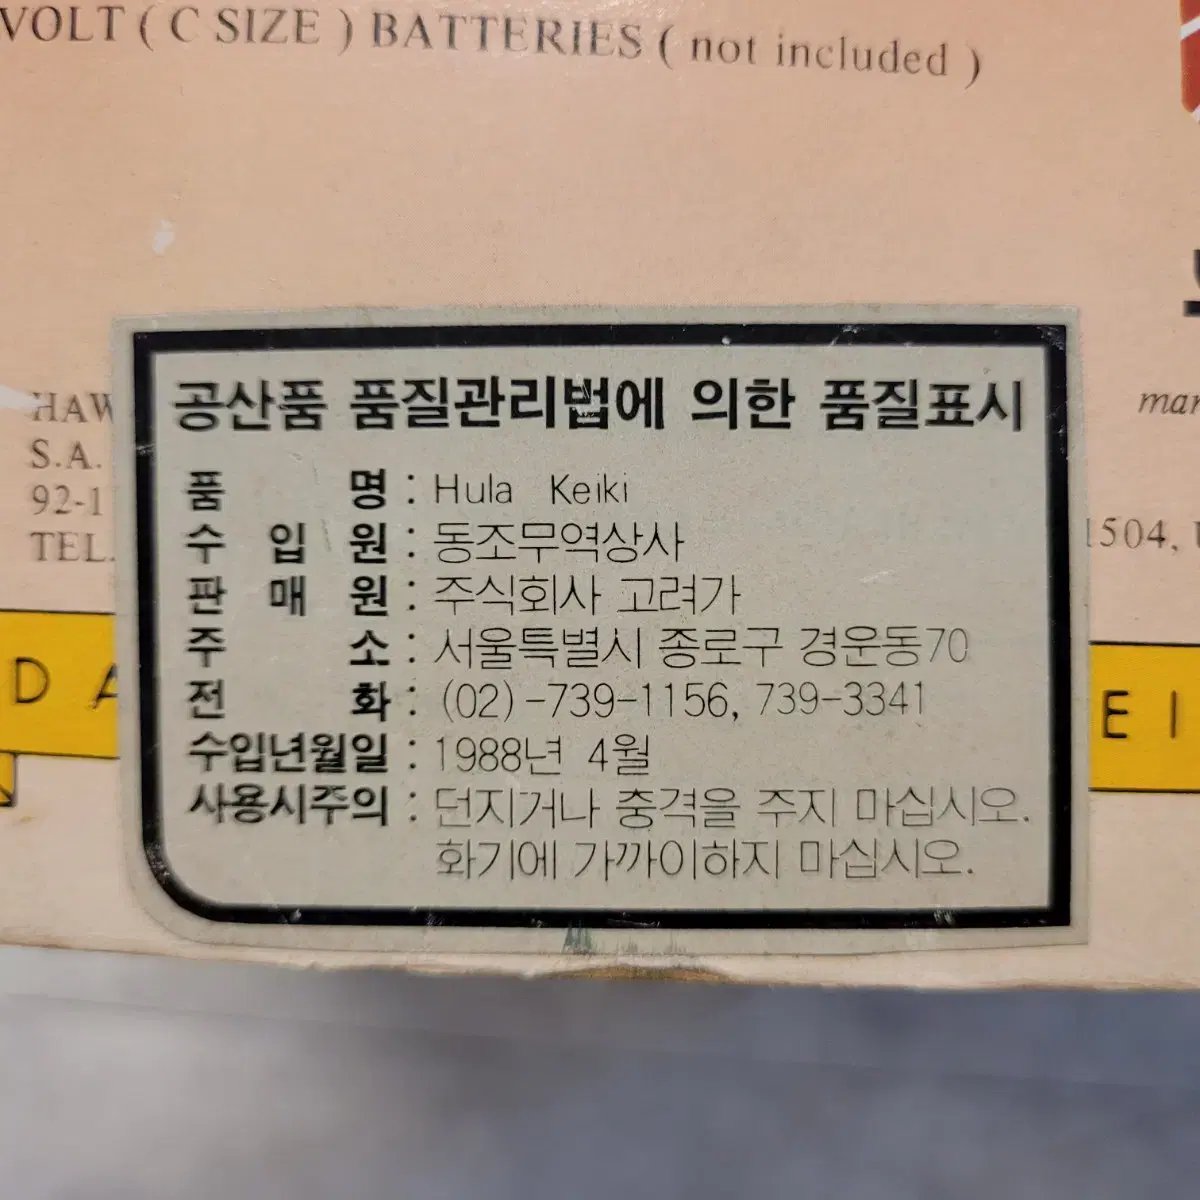 VOLT ( C SIZE ) BATTERIES ( not included )
공산품 품질관리법에 의한 품질표시
품 명 : Hula Keiki
수 입 원 : 동조무역상사
판 매 원 : 주식회사 고려가
주 소 : 서울특별시 종로구 경운동70
전 화 : (02)-739-1156, 739-3341
수입년월일 : 1988년 4월
사용시주의 : 던지거나 충격을 주지 마십시오.
화기에 가까이하지 마십시오.
HAW
S.A.
92-1
TEL.
mar
1504,
D A
E I